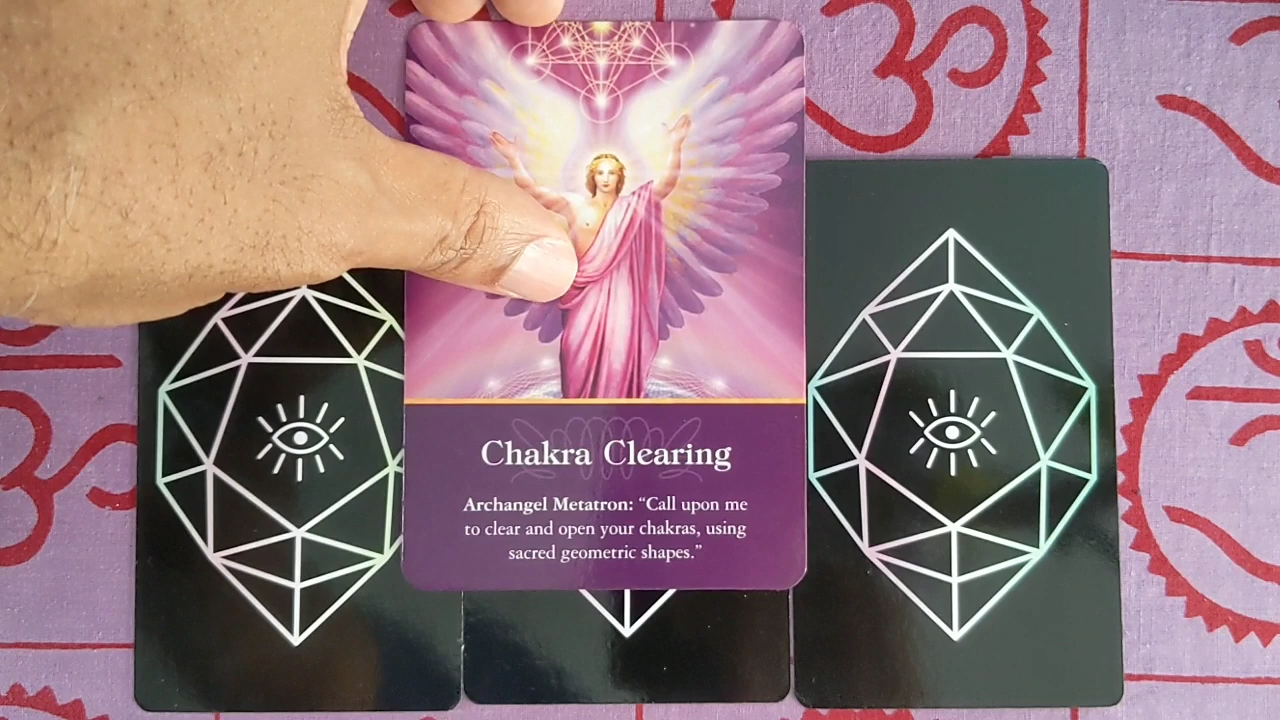 Chakra Clearing
Archangel Metatron: “Call upon me
to clear and open your chakras, using
sacred geometric shapes.”